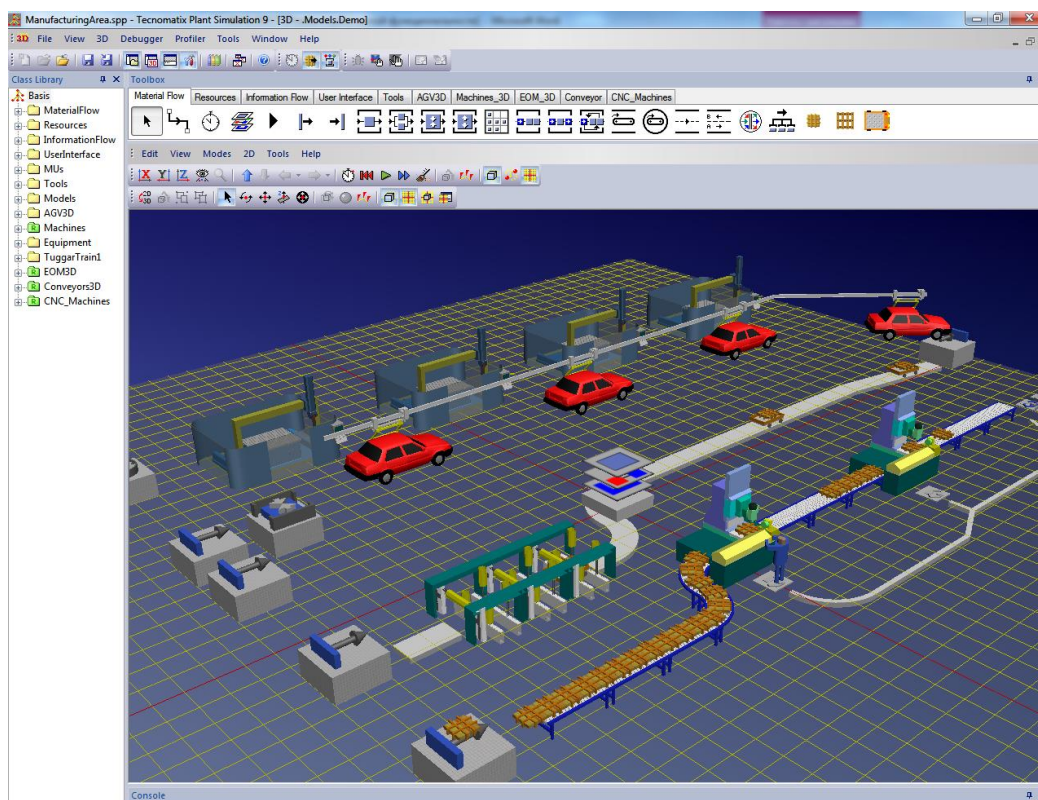 ManufacturingArea.spp - Tecnomatix Plant Simulation 9 - [3D - .Models.Demo]
3D File View 3D Debugger Profiler Tools Window Help
Class Library
Toolbox
Basis
MaterialFlow
Resources
InformationFlow
UserInterface
MUs
Tools
Models
AGV3D
Machines
Equipment
TuggarTrain1
EOM3D
Conveyors3D
CNC_Machines
Material Flow Resources Information Flow User Interface Tools AGV3D Machines_3D EOM_3D Conveyor CNC_Machines
Edit View Modes 2D Tools Help
Console